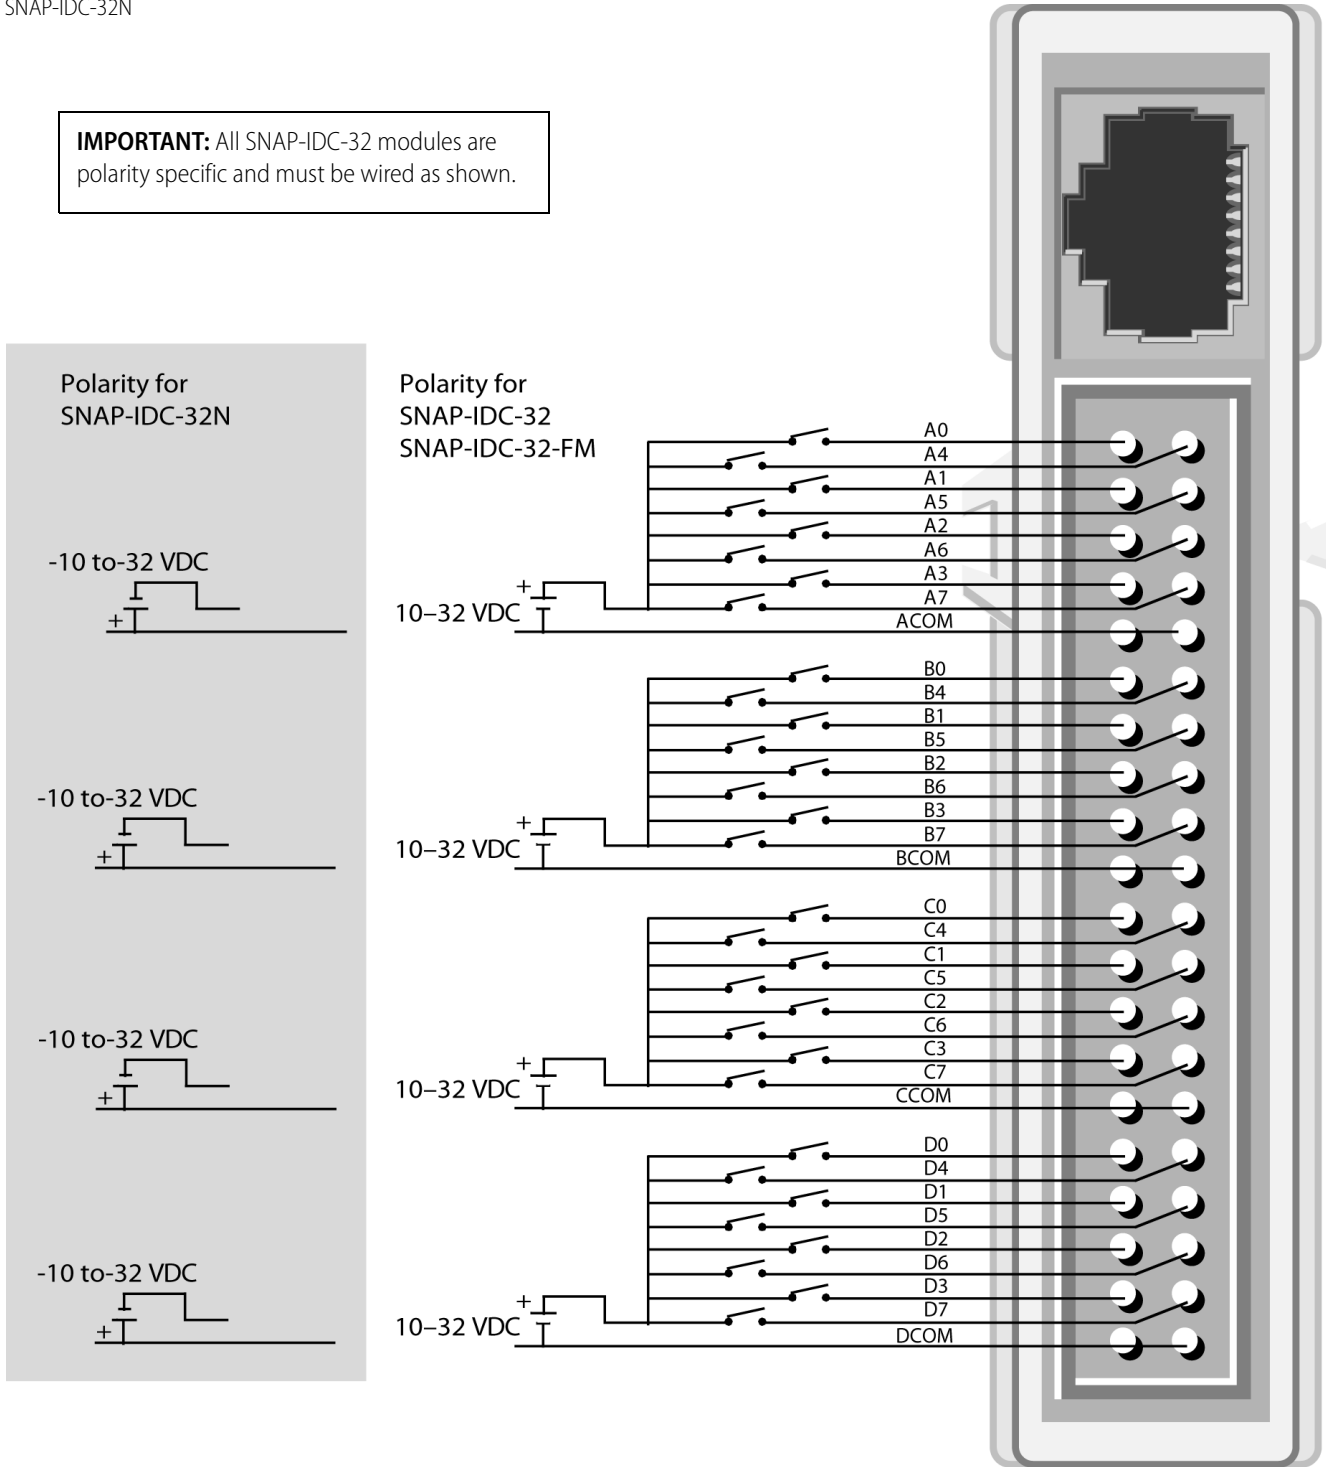 SNAP-IDC-32N
IMPORTANT: All SNAP-IDC-32 modules are
polarity specific and must be wired as shown.
Polarity for
SNAP-IDC-32N
Polarity for
SNAP-IDC-32
SNAP-IDC-32-FM
A0
A4
A1
A5
A2
A6
A3
A7
ACOM
-10 to-32 VDC
+
+
10–32 VDC
B0
B4
B1
B5
B2
B6
B3
B7
BCOM
-10 to-32 VDC
+
+
10–32 VDC
C0
C4
C1
C5
C2
C6
C3
C7
CCOM
-10 to-32 VDC
+
+
10–32 VDC
D0
D4
D1
D5
D2
D6
D3
D7
DCOM
-10 to-32 VDC
+
+
10–32 VDC